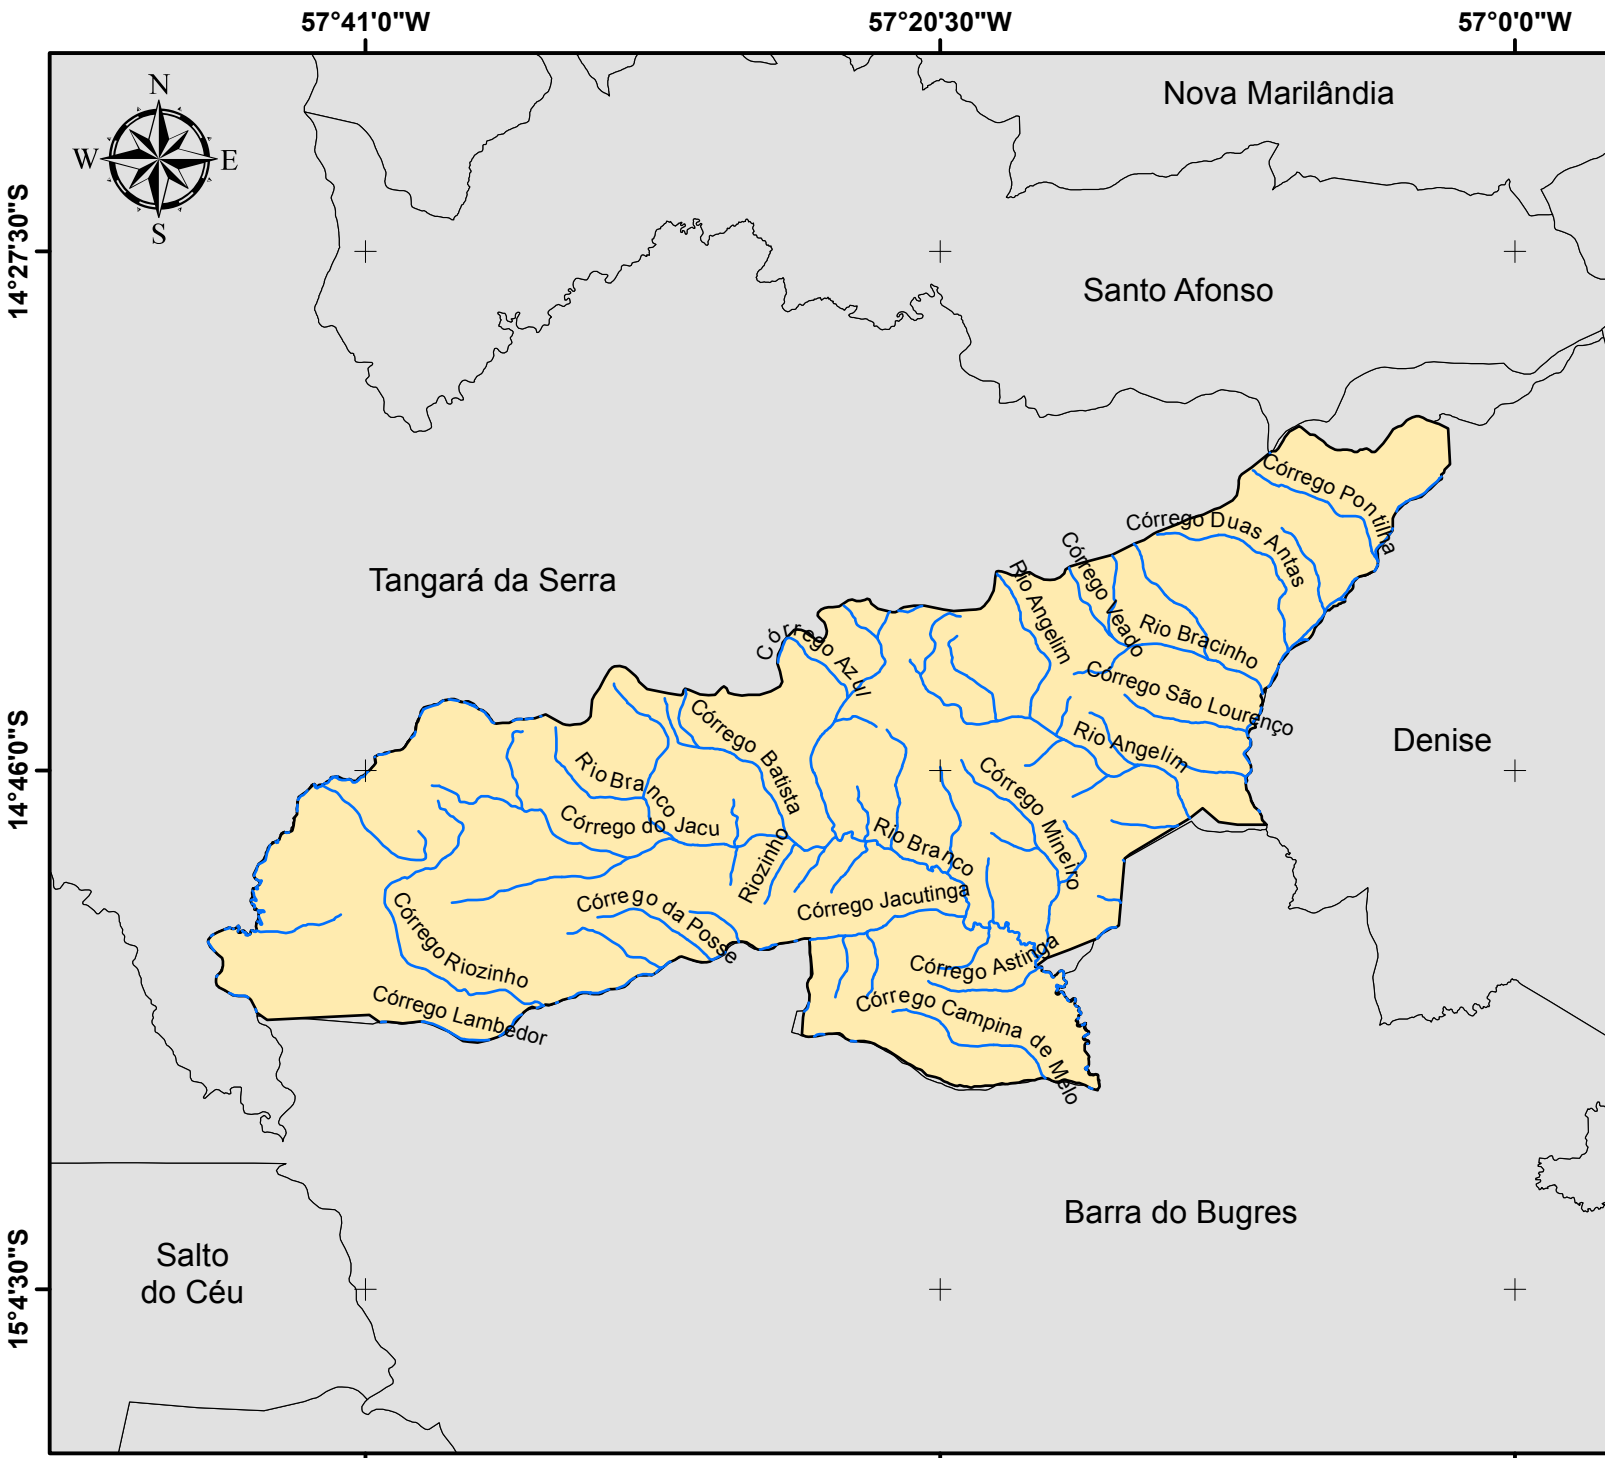 57°41'0"W
57°20'30"W
57°0'0"W
N
W
E
S
14°27'30"S
14°46'0"S
15°4'30"S
Nova Marilândia
Santo Afonso
Tangará da Serra
Denise
Barra do Bugres
Salto
do Céu
Córrego Pontilha
Córrego Duas Antas
Córrego Veado
Rio Angelim
Rio Bracinho
Córrego Azul
Córrego São Lourenço
Córrego Batista
Rio Angelim
Rio Branco
Córrego Mineiro
Córrego do Jacu
Rio Branco
Riozinho
Córrego Jacutinga
Córrego da Posse
Córrego Riozinho
Córrego Astinga
Córrego Lambedor
Córrego Campina de Melo